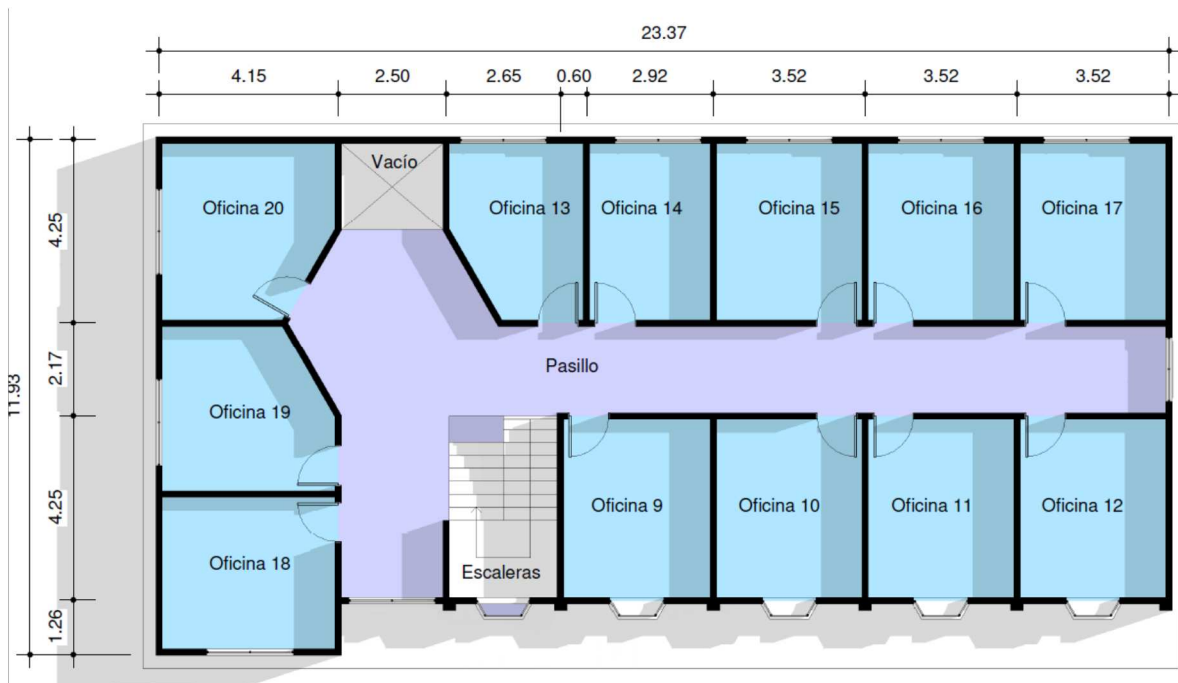 23.37
4.15 2.50 2.65 0.60 2.92 3.52 3.52 3.52
11.93
4.25
2.17
4.25
1.26
Vacío
Oficina 20 Oficina 13 Oficina 14 Oficina 15 Oficina 16 Oficina 17
Pasillo
Oficina 19
Oficina 9 Oficina 10 Oficina 11 Oficina 12
Oficina 18 Escaleras